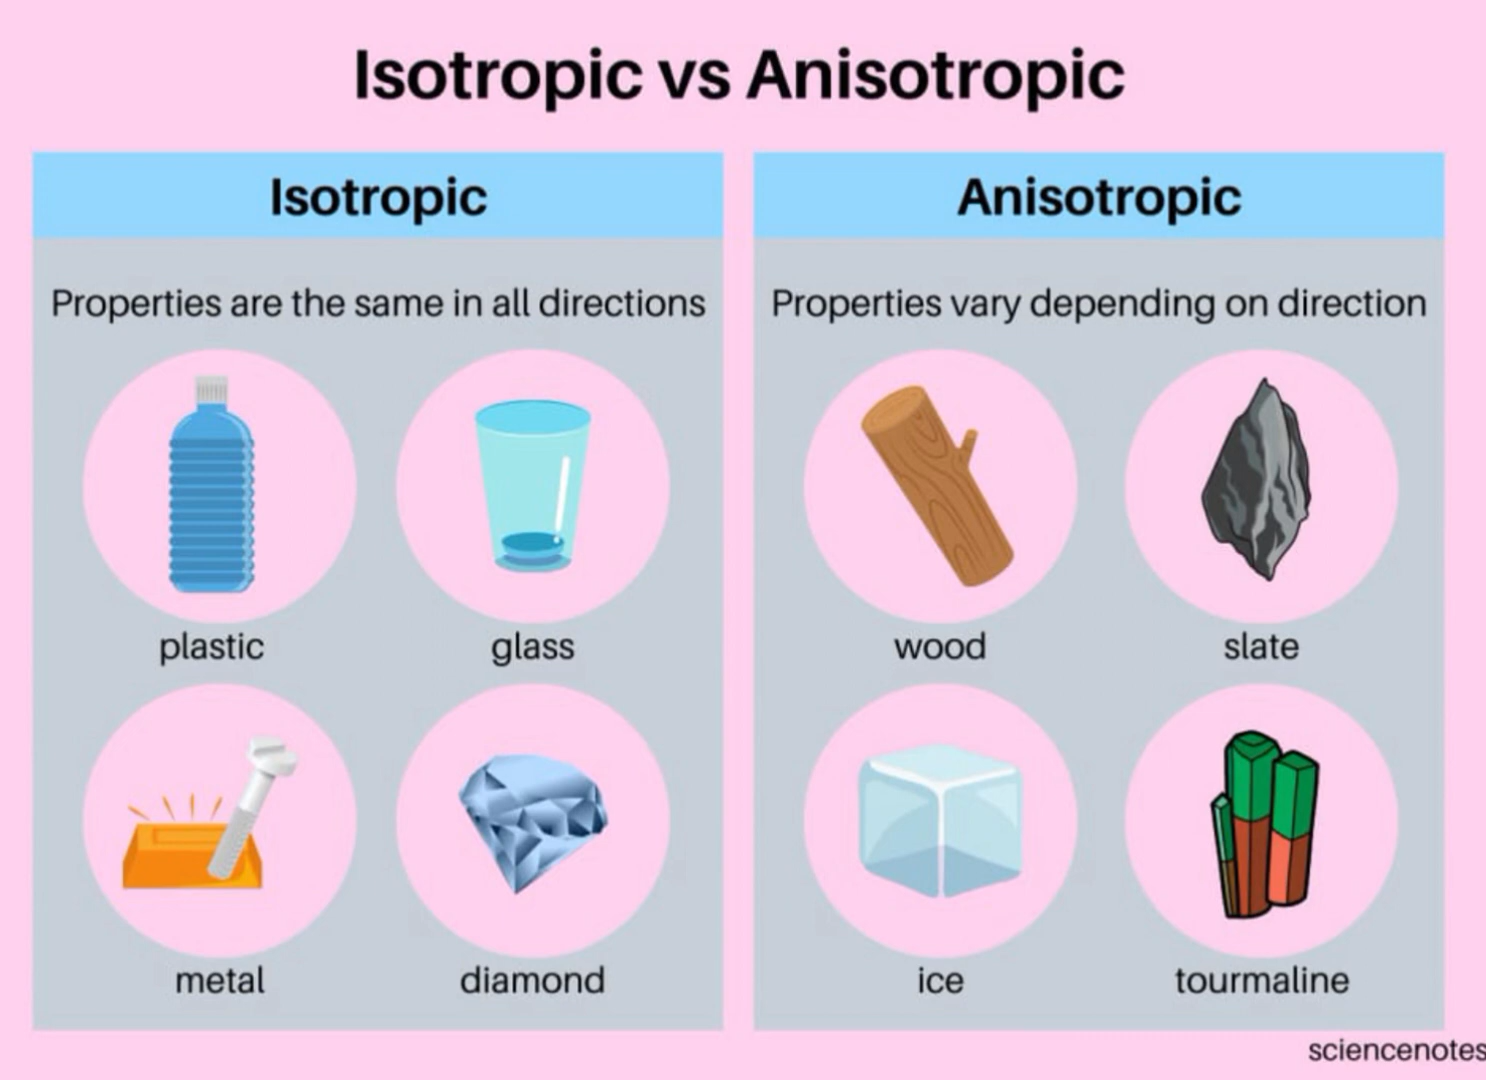 Isotropic vs Anisotropic
Isotropic
Properties are the same in all directions
plastic
glass
metal
diamond
Anisotropic
Properties vary depending on direction
wood
slate
ice
tourmaline
sciencenotes